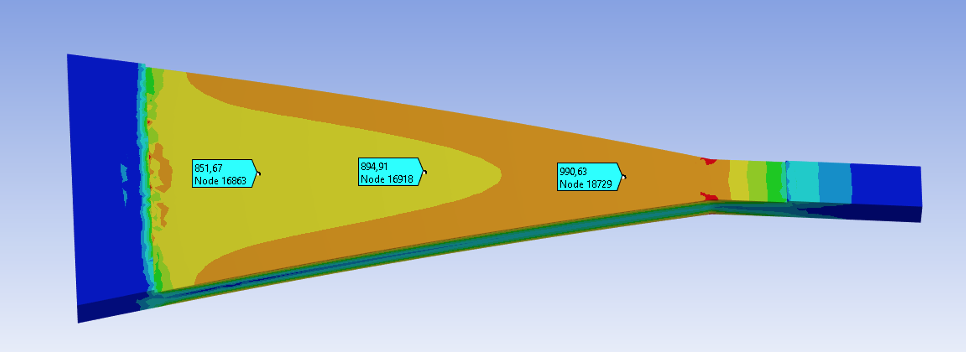 851,67
Node 16863
894,91
Node 16918
990,63
Node 18729